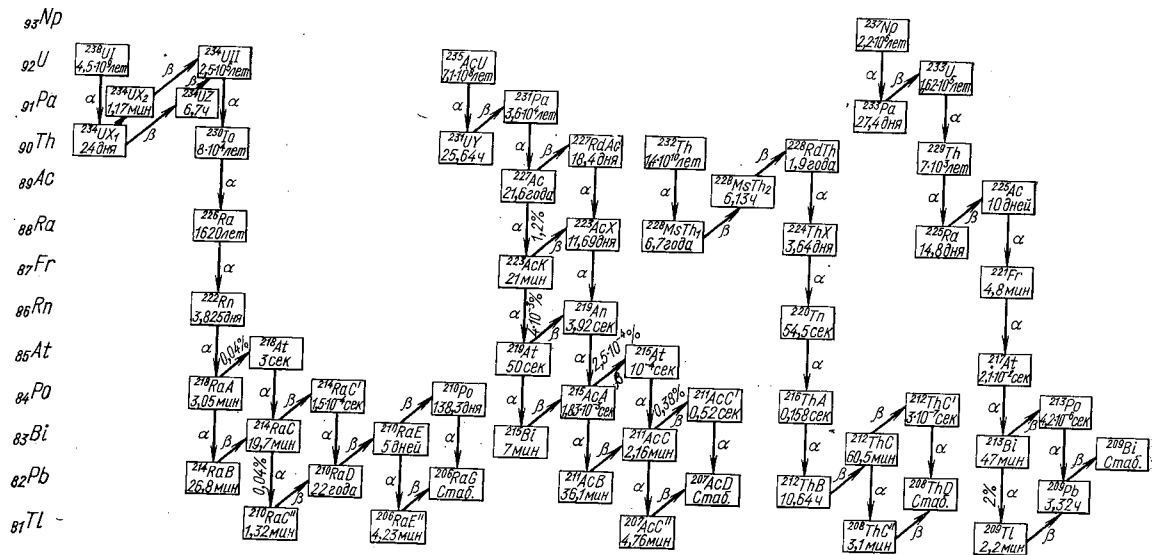 ₉₃Np
₉₂U
₉₁Pa
₉₀Th
₈₉Ac
₈₈Ra
₈₇Fr
₈₆Rn
₈₅At
₈₄Po
₈₃Bi
₈₂Pb
₈₁Tl
²³⁸UI
4,5·10⁹лет
α
²³⁴UX₁
24дня
β
²³⁴UX₂
1,17мин
β
²³⁴UZ
6,7ч
β
²³⁴UII
2,5·10⁵лет
α
²³⁰Io
8·10⁴лет
α
²²⁶Ra
1620лет
α
²²²Rn
3,825дня
α
²¹⁸RaA
3,05мин
0,04%
²¹⁸At
3сек
α
α
²¹⁴RaB
26,8мин
β
²¹⁴RaC
19,7мин
β
²¹⁴RaC'
1,5·10⁻⁴сек
0,04%
α
α
²¹⁰RaC''
1,32мин
β
²¹⁰RaD
22года
β
²¹⁰RaE
5дней
β
²¹⁰Po
138,3дня
α
α
²⁰⁶RaE''
4,23мин
β
²⁰⁶RaG
Стаб.
²³⁵AcU
7,1·10⁸лет
α
²³¹UY
25,64ч
β
²³¹Pa
α
²²⁷Ac
21,6года
β
²²⁷RdAc
18,4дня
α
1,2%
α
²²³AcK
21мин
β
²²³AcX
11,69дня
α
4·10⁻³%
α
²¹⁹At
50сек
β
²¹⁹An
3,92сек
α
α
²¹⁵Bi
7мин
β
²¹⁵AcA
1,83·10⁻³сек
2,5·10⁻⁴%
β
²¹⁵At
10⁻⁴сек
α
α
²¹¹AcB
36,1мин
β
²¹¹AcC
2,16мин
0,38%
β
²¹¹AcC'
0,52сек
α
α
²⁰⁷AcC''
4,76мин
β
²⁰⁷AcD
Стаб.
²³²Th
1,4·10¹⁰лет
α
²²⁸MsTh₁
6,7года
β
²²⁸MsTh₂
6,13ч
β
²²⁸RdTh
1,9года
α
²²⁴ThX
3,64дня
α
²²⁰Tn
54,5сек
α
²¹⁶ThA
0,158сек
α
²¹²ThB
10,64ч
β
²¹²ThC
60,5мин
β
²¹²ThC'
3·10⁻⁷сек
α
α
²⁰⁸ThC''
3,1мин
β
²⁰⁸ThD
Стаб.
²³⁷Np
2,2·10⁶лет
α
²³³Pa
27,4дня
β
²³³U
1,62·10⁵лет
α
²²⁹Th
7·10³лет
α
²²⁵Ra
14,8дня
β
²²⁵Ac
10дней
α
²²¹Fr
4,8мин
α
²¹⁷At
2,1·10⁻²сек
α
²¹³Bi
47мин
β
²¹³Po
4,2·10⁻⁶сек
2%
α
α
²⁰⁹Tl
2,2мин
β
²⁰⁹Pb
3,32ч
β
²⁰⁹Bi
Стаб.